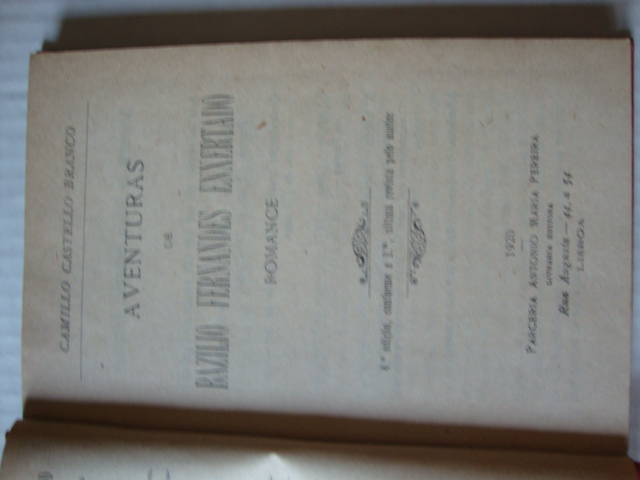 CAMILLO CASTELLO BRANCO
AVENTURAS
DE
BAZILIO FERNANDES ENXERTADO
ROMANCE
edição, conforme a 2.ª, ultima revista pelo auctor
1920
PARCERIA ANTONIO MARIA PEREIRA
LIVRARIA EDITORA
Rua Augusta — 44 a 54
LISBOA